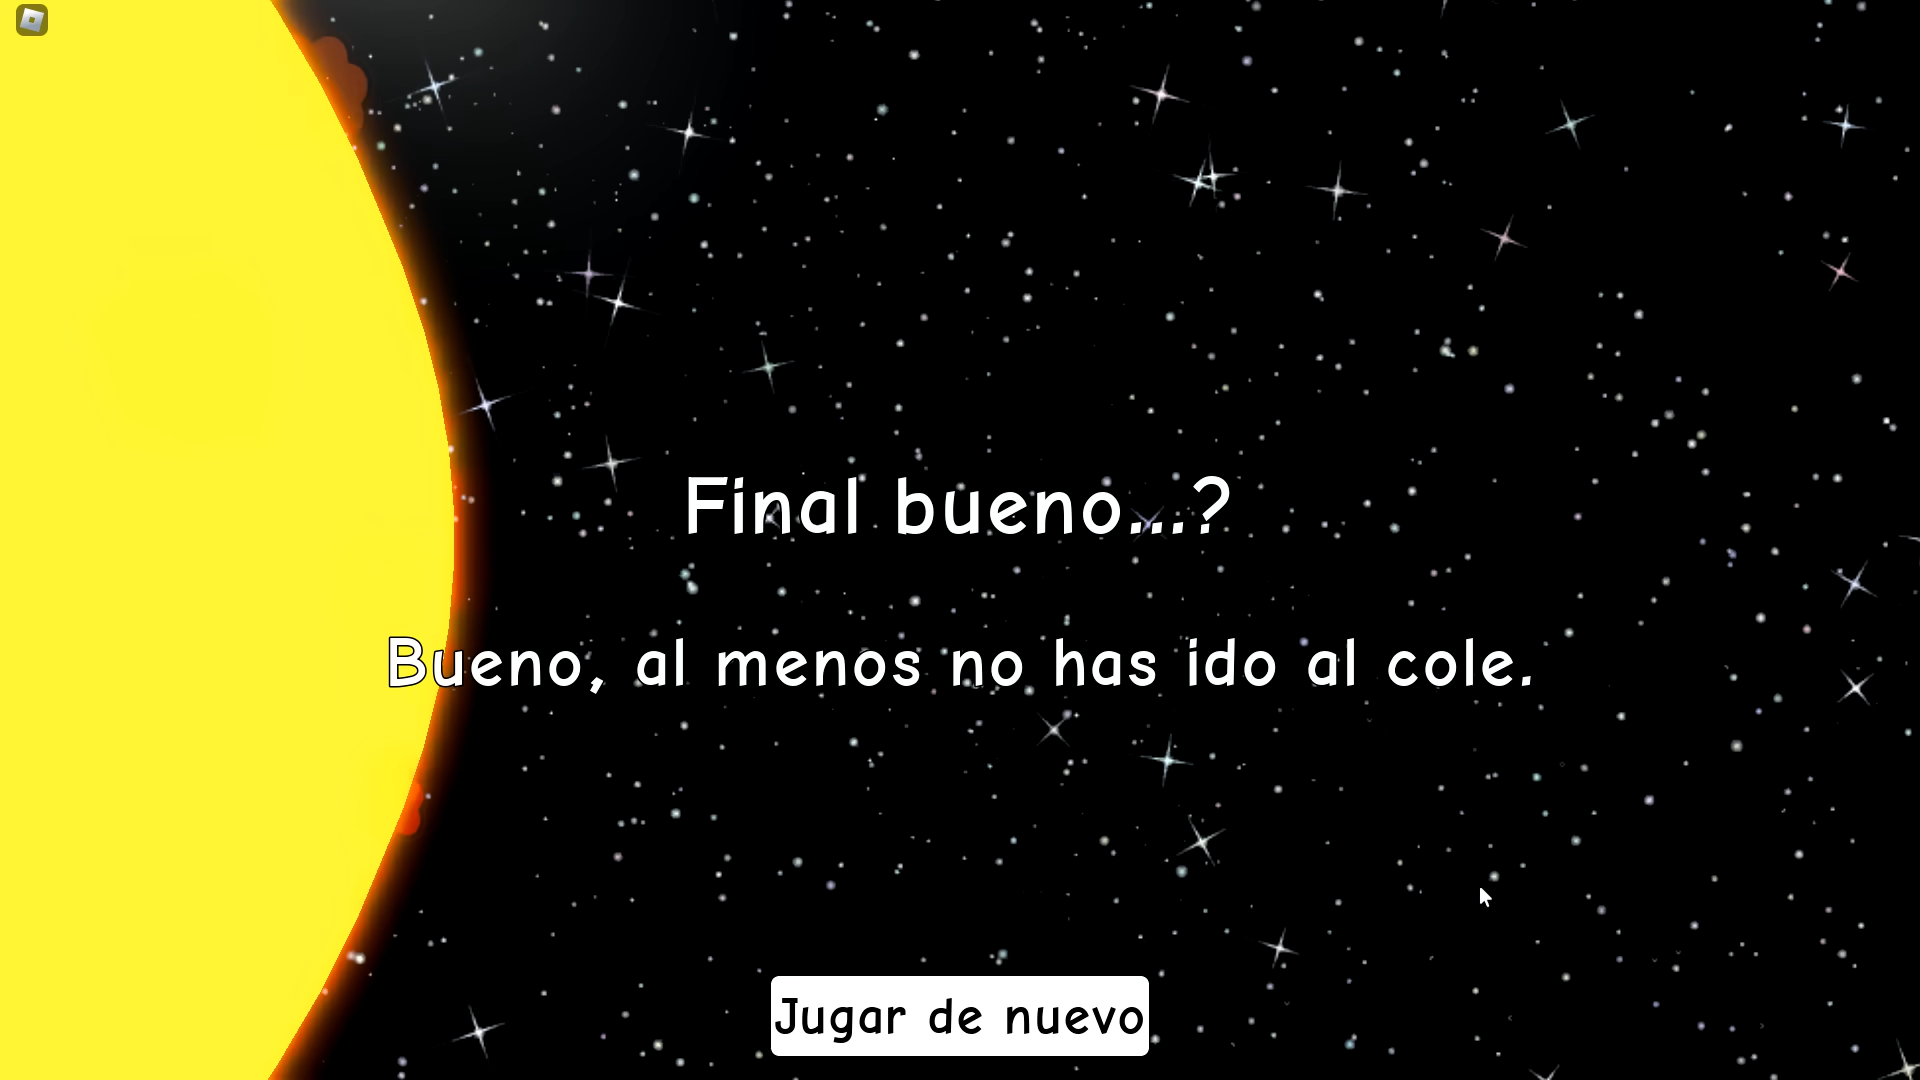 Final bueno...?
Bueno, al menos no has ido al cole.
Jugar de nuevo